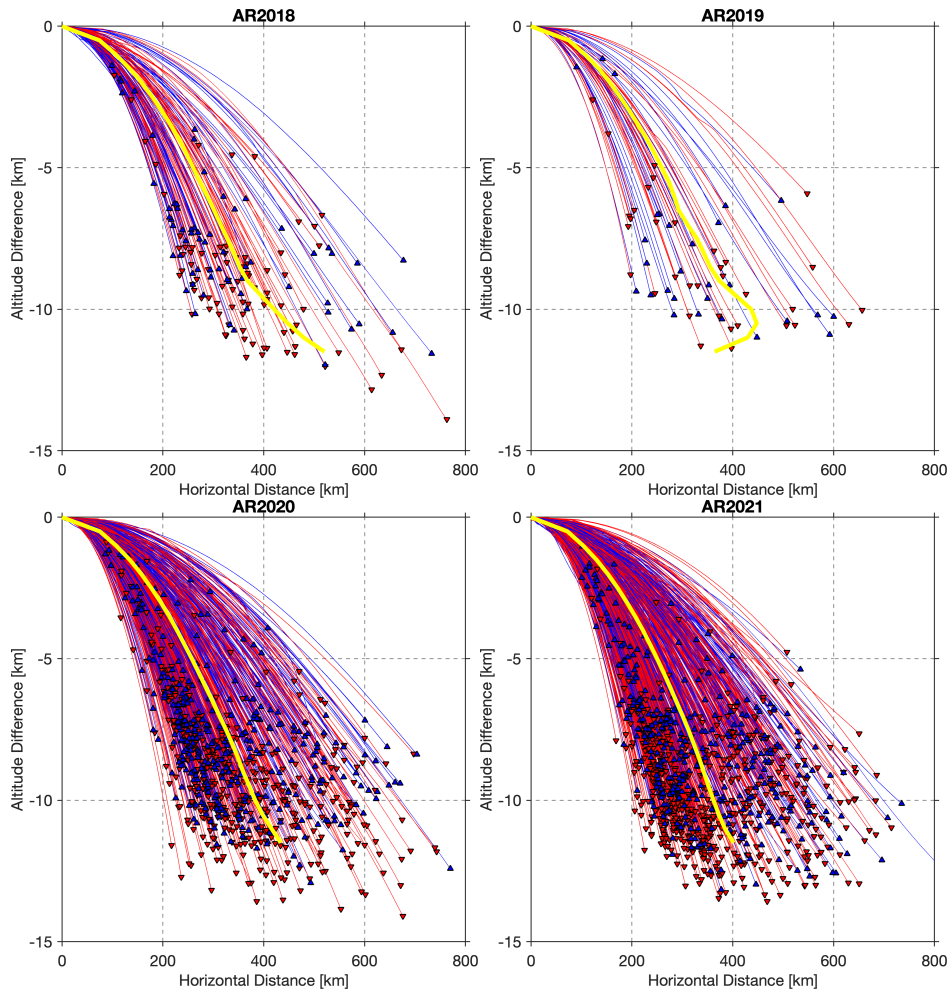 AR2018
0
-5
-10
-15
Altitude Difference [km]
0 200 400 600 800
Horizontal Distance [km]
AR2019
0
-5
-10
-15
Altitude Difference [km]
0 200 400 600 800
Horizontal Distance [km]
AR2020
0
-5
-10
-15
Altitude Difference [km]
0 200 400 600 800
Horizontal Distance [km]
AR2021
0
-5
-10
-15
Altitude Difference [km]
0 200 400 600 800
Horizontal Distance [km]